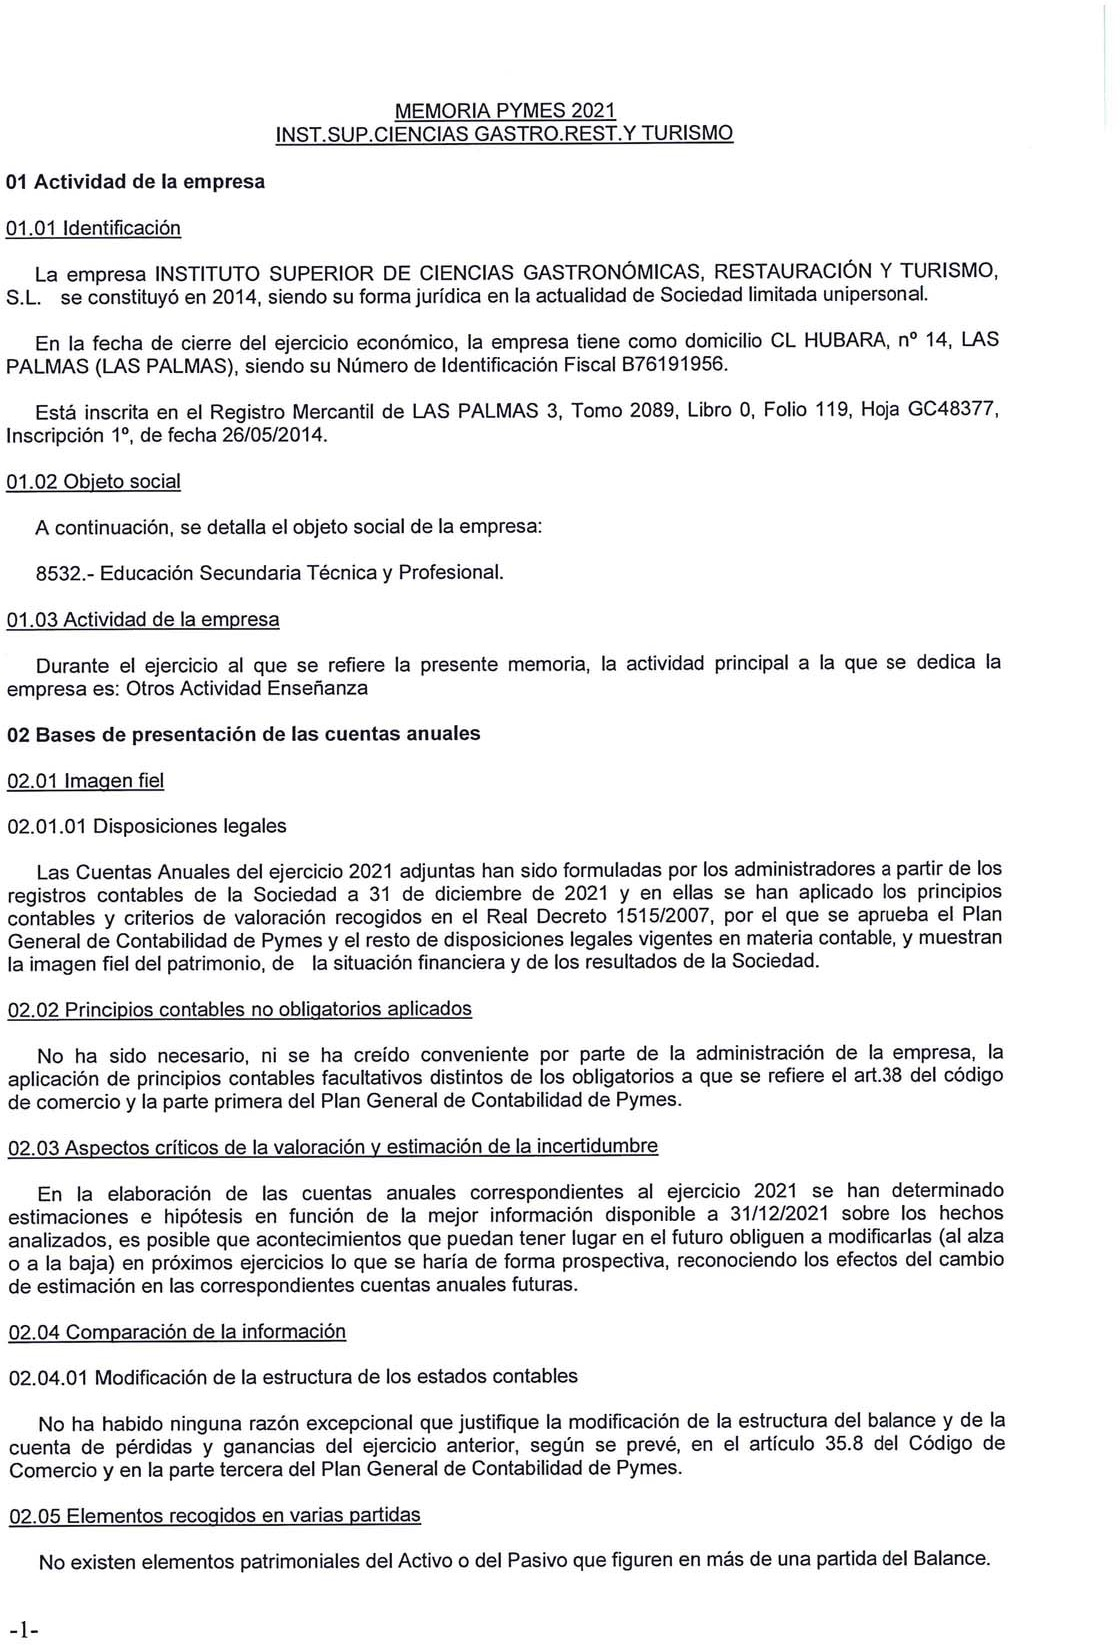 MEMORIA PYMES 2021
INST.SUP.CIENCIAS GASTRO.REST.Y TURISMO
01 Actividad de la empresa
01.01 Identificación
La empresa INSTITUTO SUPERIOR DE CIENCIAS GASTRONÓMICAS, RESTAURACIÓN Y TURISMO,
S.L. se constituyó en 2014, siendo su forma jurídica en la actualidad de Sociedad limitada unipersonal.
En la fecha de cierre del ejercicio económico, la empresa tiene como domicilio CL HUBARA, nº 14, LAS
PALMAS (LAS PALMAS), siendo su Número de Identificación Fiscal B76191956.
Está inscrita en el Registro Mercantil de LAS PALMAS 3, Tomo 2089, Libro 0, Folio 119, Hoja GC48377,
Inscripción 1º, de fecha 26/05/2014.
01.02 Objeto social
A continuación, se detalla el objeto social de la empresa:
8532.- Educación Secundaria Técnica y Profesional.
01.03 Actividad de la empresa
Durante el ejercicio al que se refiere la presente memoria, la actividad principal a la que se dedica la
empresa es: Otros Actividad Enseñanza
02 Bases de presentación de las cuentas anuales
02.01 Imagen fiel
02.01.01 Disposiciones legales
Las Cuentas Anuales del ejercicio 2021 adjuntas han sido formuladas por los administradores a partir de los
registros contables de la Sociedad a 31 de diciembre de 2021 y en ellas se han aplicado los principios
contables y criterios de valoración recogidos en el Real Decreto 1515/2007, por el que se aprueba el Plan
General de Contabilidad de Pymes y el resto de disposiciones legales vigentes en materia contable, y muestran
la imagen fiel del patrimonio, de la situación financiera y de los resultados de la Sociedad.
02.02 Principios contables no obligatorios aplicados
No ha sido necesario, ni se ha creído conveniente por parte de la administración de la empresa, la
aplicación de principios contables facultativos distintos de los obligatorios a que se refiere el art.38 del código
de comercio y la parte primera del Plan General de Contabilidad de Pymes.
02.03 Aspectos críticos de la valoración y estimación de la incertidumbre
En la elaboración de las cuentas anuales correspondientes al ejercicio 2021 se han determinado
estimaciones e hipótesis en función de la mejor información disponible a 31/12/2021 sobre los hechos
analizados, es posible que acontecimientos que puedan tener lugar en el futuro obliguen a modificarlas (al alza
o a la baja) en próximos ejercicios lo que se haría de forma prospectiva, reconociendo los efectos del cambio
de estimación en las correspondientes cuentas anuales futuras.
02.04 Comparación de la información
02.04.01 Modificación de la estructura de los estados contables
No ha habido ninguna razón excepcional que justifique la modificación de la estructura del balance y de la
cuenta de pérdidas y ganancias del ejercicio anterior, según se prevé, en el artículo 35.8 del Código de
Comercio y en la parte tercera del Plan General de Contabilidad de Pymes.
02.05 Elementos recogidos en varias partidas
No existen elementos patrimoniales del Activo o del Pasivo que figuren en más de una partida del Balance.
-1-